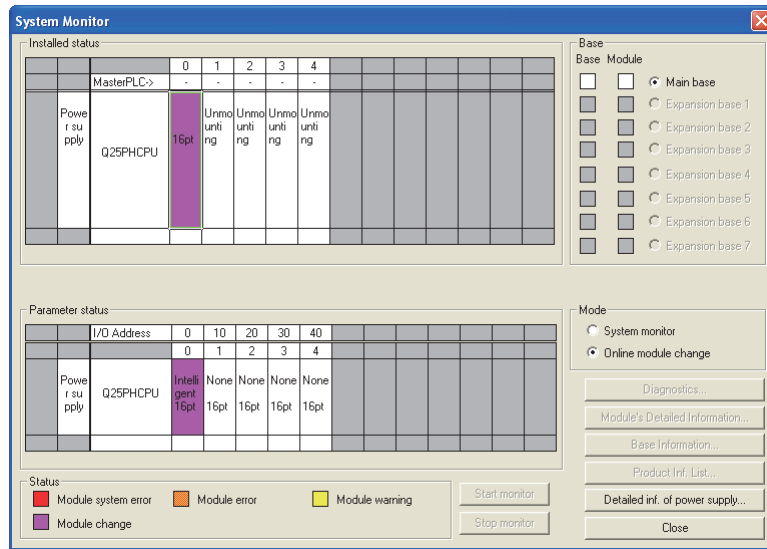 System Monitor
Installed status
0 1 2 3 4
MasterPLC-> - - - - -
Powe
r su
pply
Q25PHCPU
16pt
Unmo
unti
ng
Unmo
unti
ng
Unmo
unti
ng
Unmo
unti
ng
Base
Base Module
Main base
Expansion base 1
Expansion base 2
Expansion base 3
Expansion base 4
Expansion base 5
Expansion base 6
Expansion base 7
Parameter status
I/O Address 0 10 20 30 40
0 1 2 3 4
Powe
r su
pply
Q25PHCPU
Intelli
gent
16pt
None
16pt
None
16pt
None
16pt
None
16pt
Mode
System monitor
Online module change
Diagnostics...
Module's Detailed Information...
Base Information...
Product Inf. List...
Detailed inf. of power supply...
Close
Status
Module system error
Module error
Module warning
Module change
Start monitor
Stop monitor